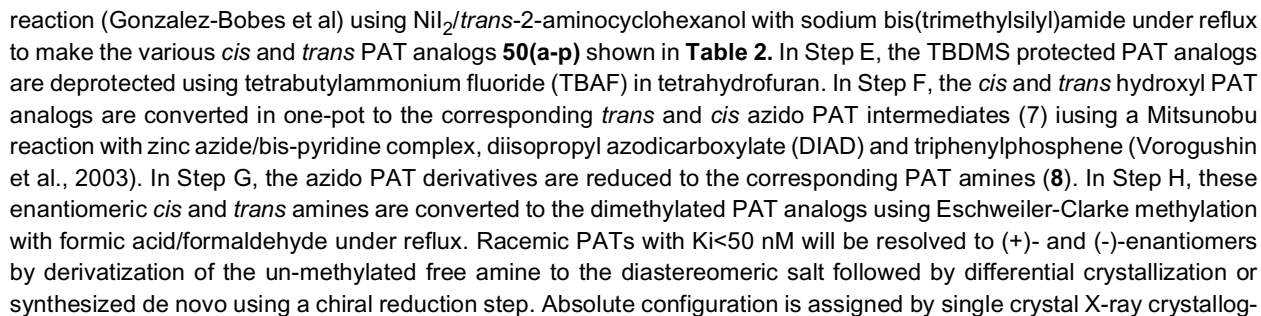 reaction (Gonzalez-Bobes et al) using NiI2/trans-2-aminocyclohexanol with sodium bis(trimethylsilyl)amide under reflux
to make the various cis and trans PAT analogs 50(a-p) shown in Table 2. In Step E, the TBDMS protected PAT analogs
are deprotected using tetrabutylammonium fluoride (TBAF) in tetrahydrofuran. In Step F, the cis and trans hydroxyl PAT
analogs are converted in one-pot to the corresponding trans and cis azido PAT intermediates (7) iusing a Mitsunobu
reaction with zinc azide/bis-pyridine complex, diisopropyl azodicarboxylate (DIAD) and triphenylphosphene (Vorogushin
et al., 2003). In Step G, the azido PAT derivatives are reduced to the corresponding PAT amines (8). In Step H, these
enantiomeric cis and trans amines are converted to the dimethylated PAT analogs using Eschweiler-Clarke methylation
with formic acid/formaldehyde under reflux. Racemic PATs with Ki<50 nM will be resolved to (+)- and (-)-enantiomers
by derivatization of the un-methylated free amine to the diastereomeric salt followed by differential crystallization or
synthesized de novo using a chiral reduction step. Absolute configuration is assigned by single crystal X-ray crystallog-